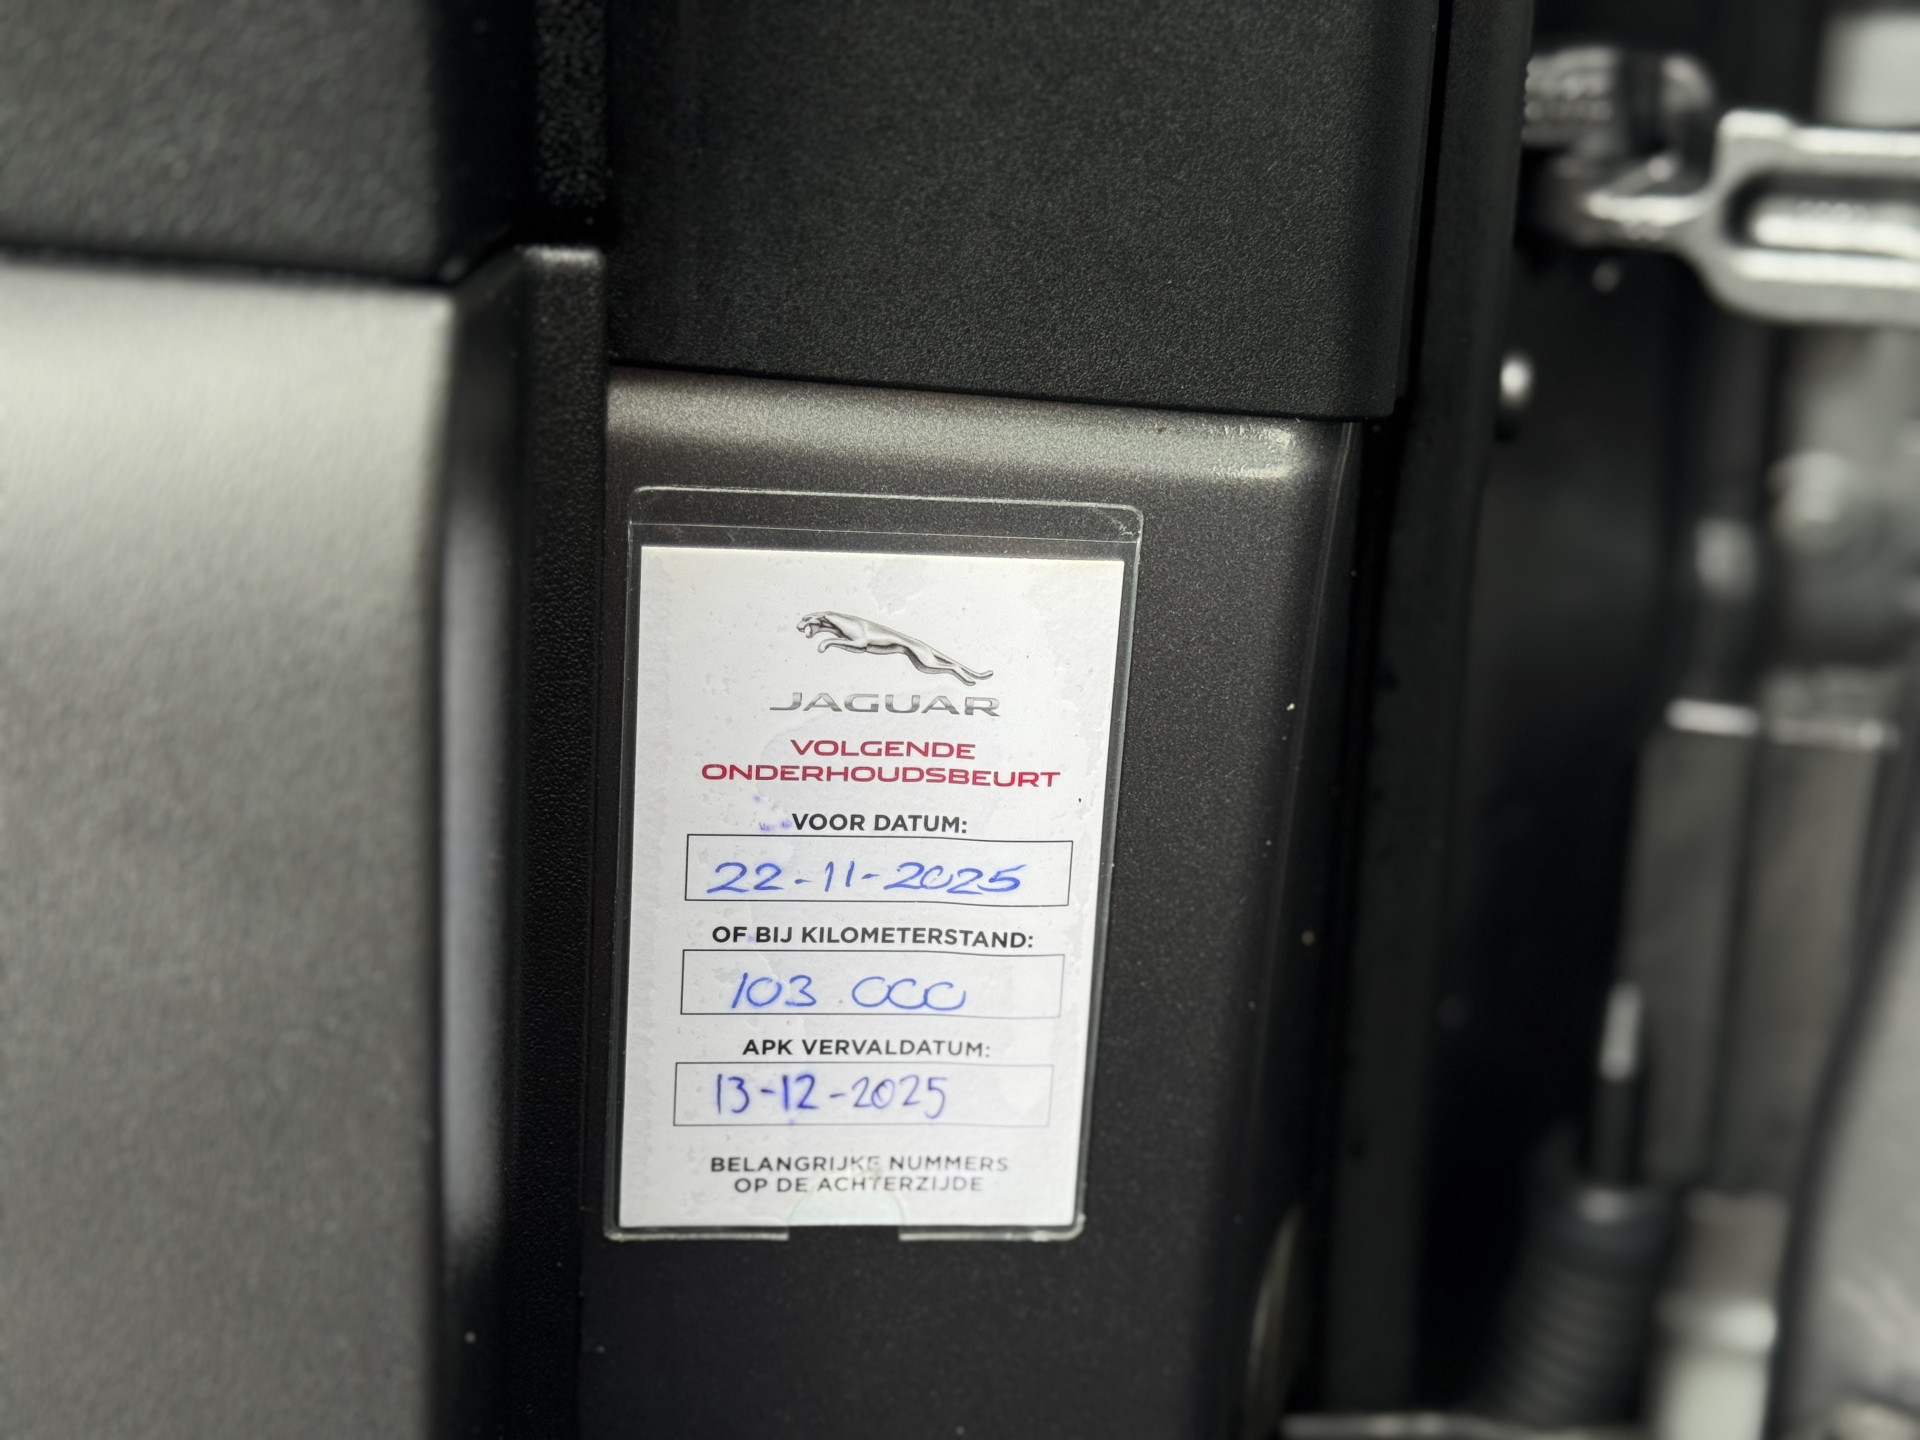 JAGUAR
VOLGENDE
ONDERHOUDSBEURT
VOOR DATUM:
22-11-2025
OF BIJ KILOMETERSTAND:
103.000
APK VERVALDATUM:
13-12-2025
BELANGRIJKE NUMMERS
OP DE ACHTERZIJDE